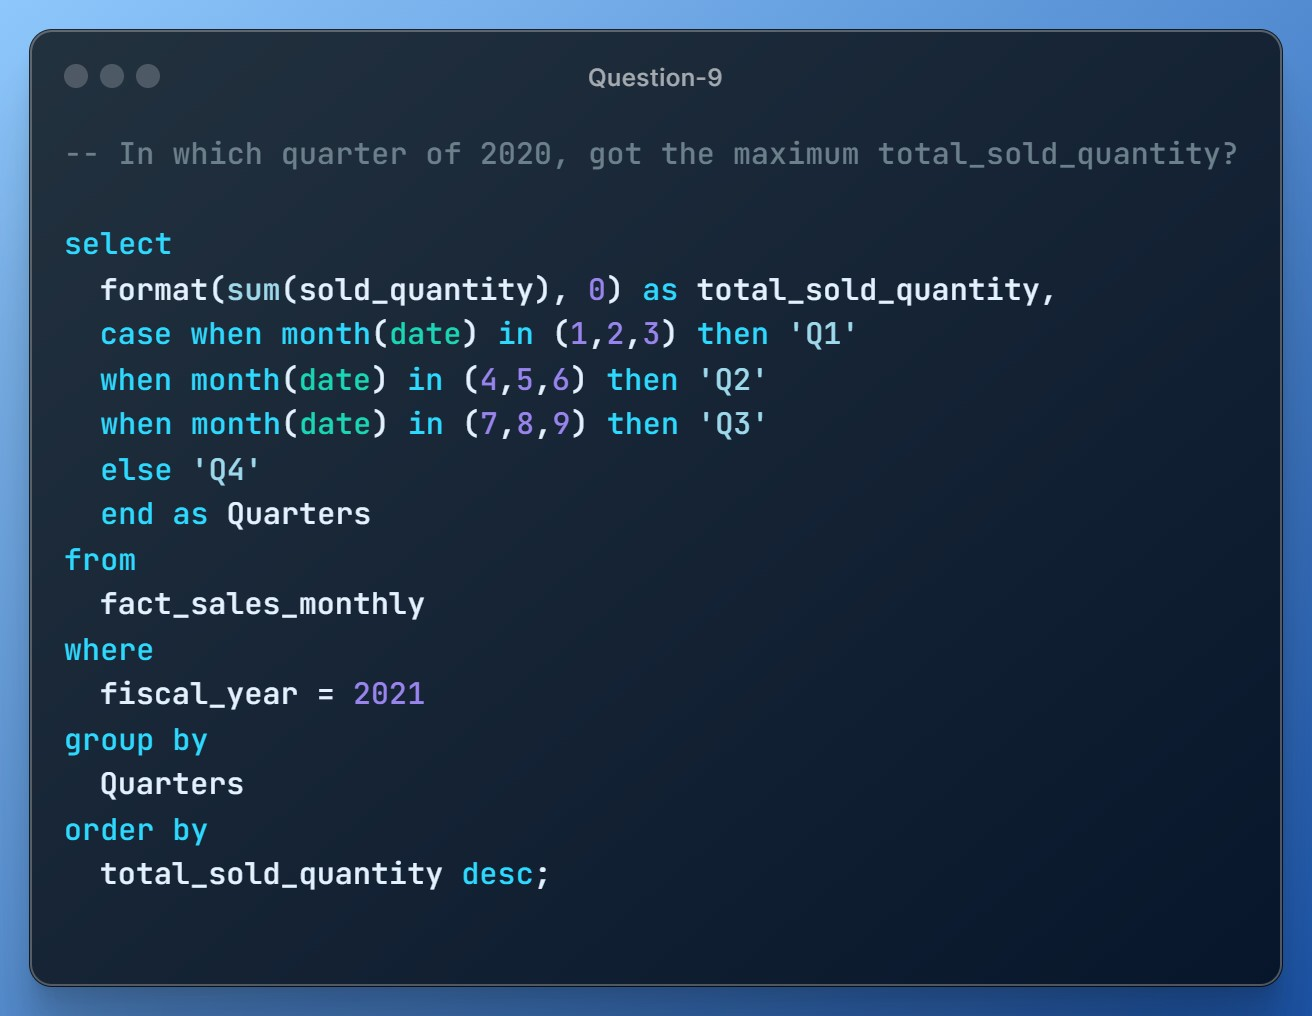 Question-9
-- In which quarter of 2020, got the maximum total_sold_quantity?
select
format(sum(sold_quantity), 0) as total_sold_quantity,
case when month(date) in (1,2,3) then 'Q1'
when month(date) in (4,5,6) then 'Q2'
when month(date) in (7,8,9) then 'Q3'
else 'Q4'
end as Quarters
from
fact_sales_monthly
where
fiscal_year = 2021
group by
Quarters
order by
total_sold_quantity desc;